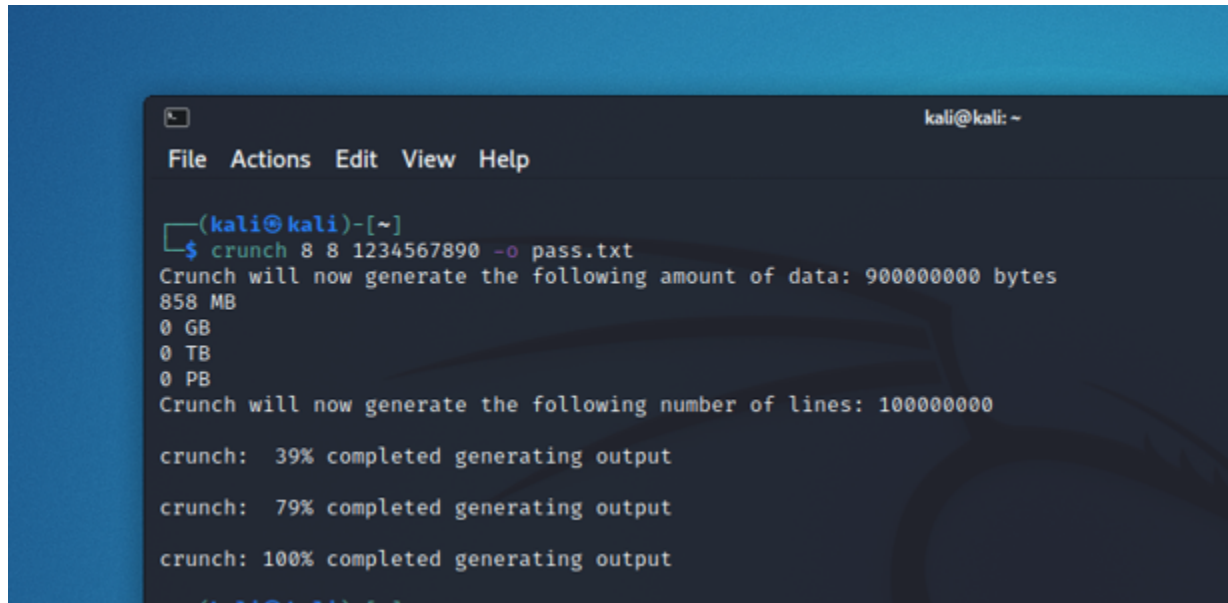 kali@kali: ~
File Actions Edit View Help
┌──(kali㉿kali)-[~]
└─$ crunch 8 8 1234567890 -o pass.txt
Crunch will now generate the following amount of data: 900000000 bytes
858 MB
0 GB
0 TB
0 PB
Crunch will now generate the following number of lines: 100000000
crunch:  39% completed generating output
crunch:  79% completed generating output
crunch: 100% completed generating output